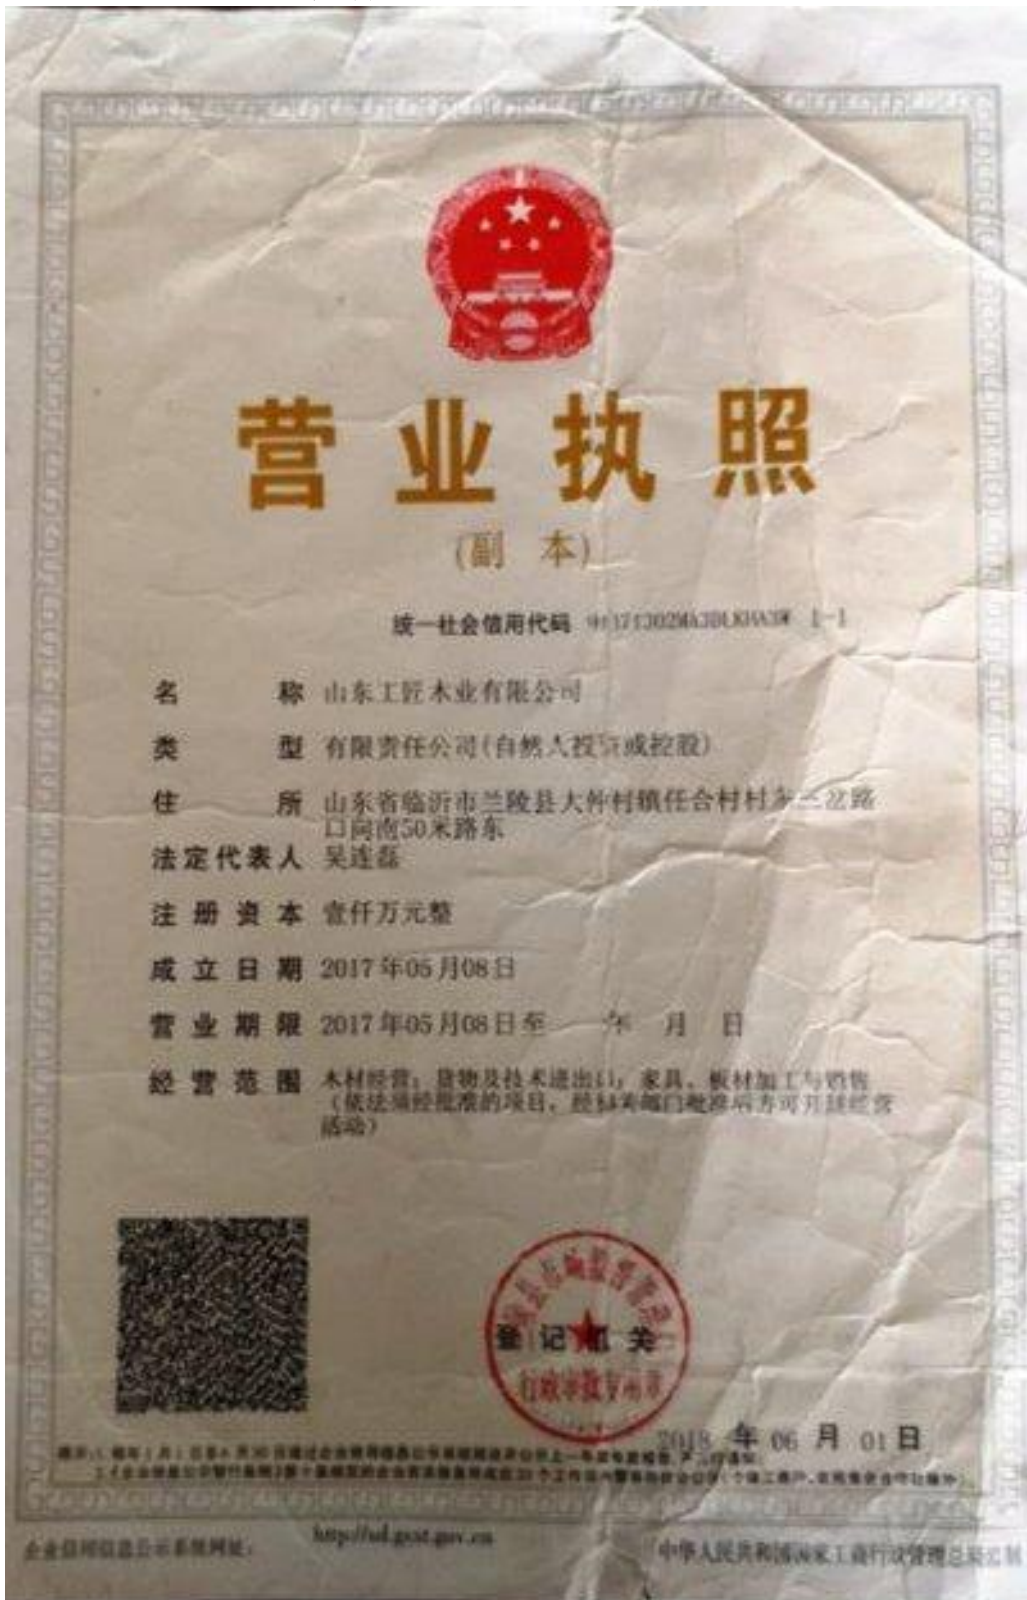 营业执照
(副 本)
统一社会信用代码 1-1
名 称 山东工匠木业有限公司
类 型 有限责任公司(自然人投资或控股)
住 所 山东省临沂市兰陵县大仲村镇任合村村东三岔路
口向南50米路东
法定代表人 吴连磊
注册资本 壹仟万元整
成立日期 2017年05月08日
营业期限 2017年05月08日至 年 月 日
经营范围 木材经营；货物及技术进出口；家具、板材加工与销售
(依法须经批准的项目，经相关部门批准后方可开展经营
活动)
登记机关
2018 年 06 月 01 日
企业信用信息公示系统网址：
中华人民共和国国家工商行政管理总局监制